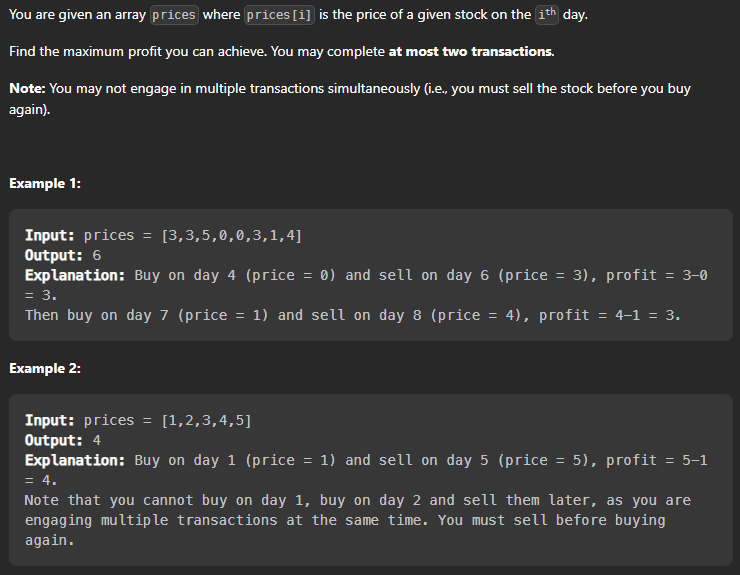 You are given an array prices where prices[i] is the price of a given stock on the ith day.
Find the maximum profit you can achieve. You may complete at most two transactions.
Note: You may not engage in multiple transactions simultaneously (i.e., you must sell the stock before you buy
again).
Example 1:
Input: prices = [3,3,5,0,0,3,1,4]
Output: 6
Explanation: Buy on day 4 (price = 0) and sell on day 6 (price = 3), profit = 3-0
= 3.
Then buy on day 7 (price = 1) and sell on day 8 (price = 4), profit = 4-1 = 3.
Example 2:
Input: prices = [1,2,3,4,5]
Output: 4
Explanation: Buy on day 1 (price = 1) and sell on day 5 (price = 5), profit = 5-1
= 4.
Note that you cannot buy on day 1, buy on day 2 and sell them later, as you are
engaging multiple transactions at the same time. You must sell before buying
again.